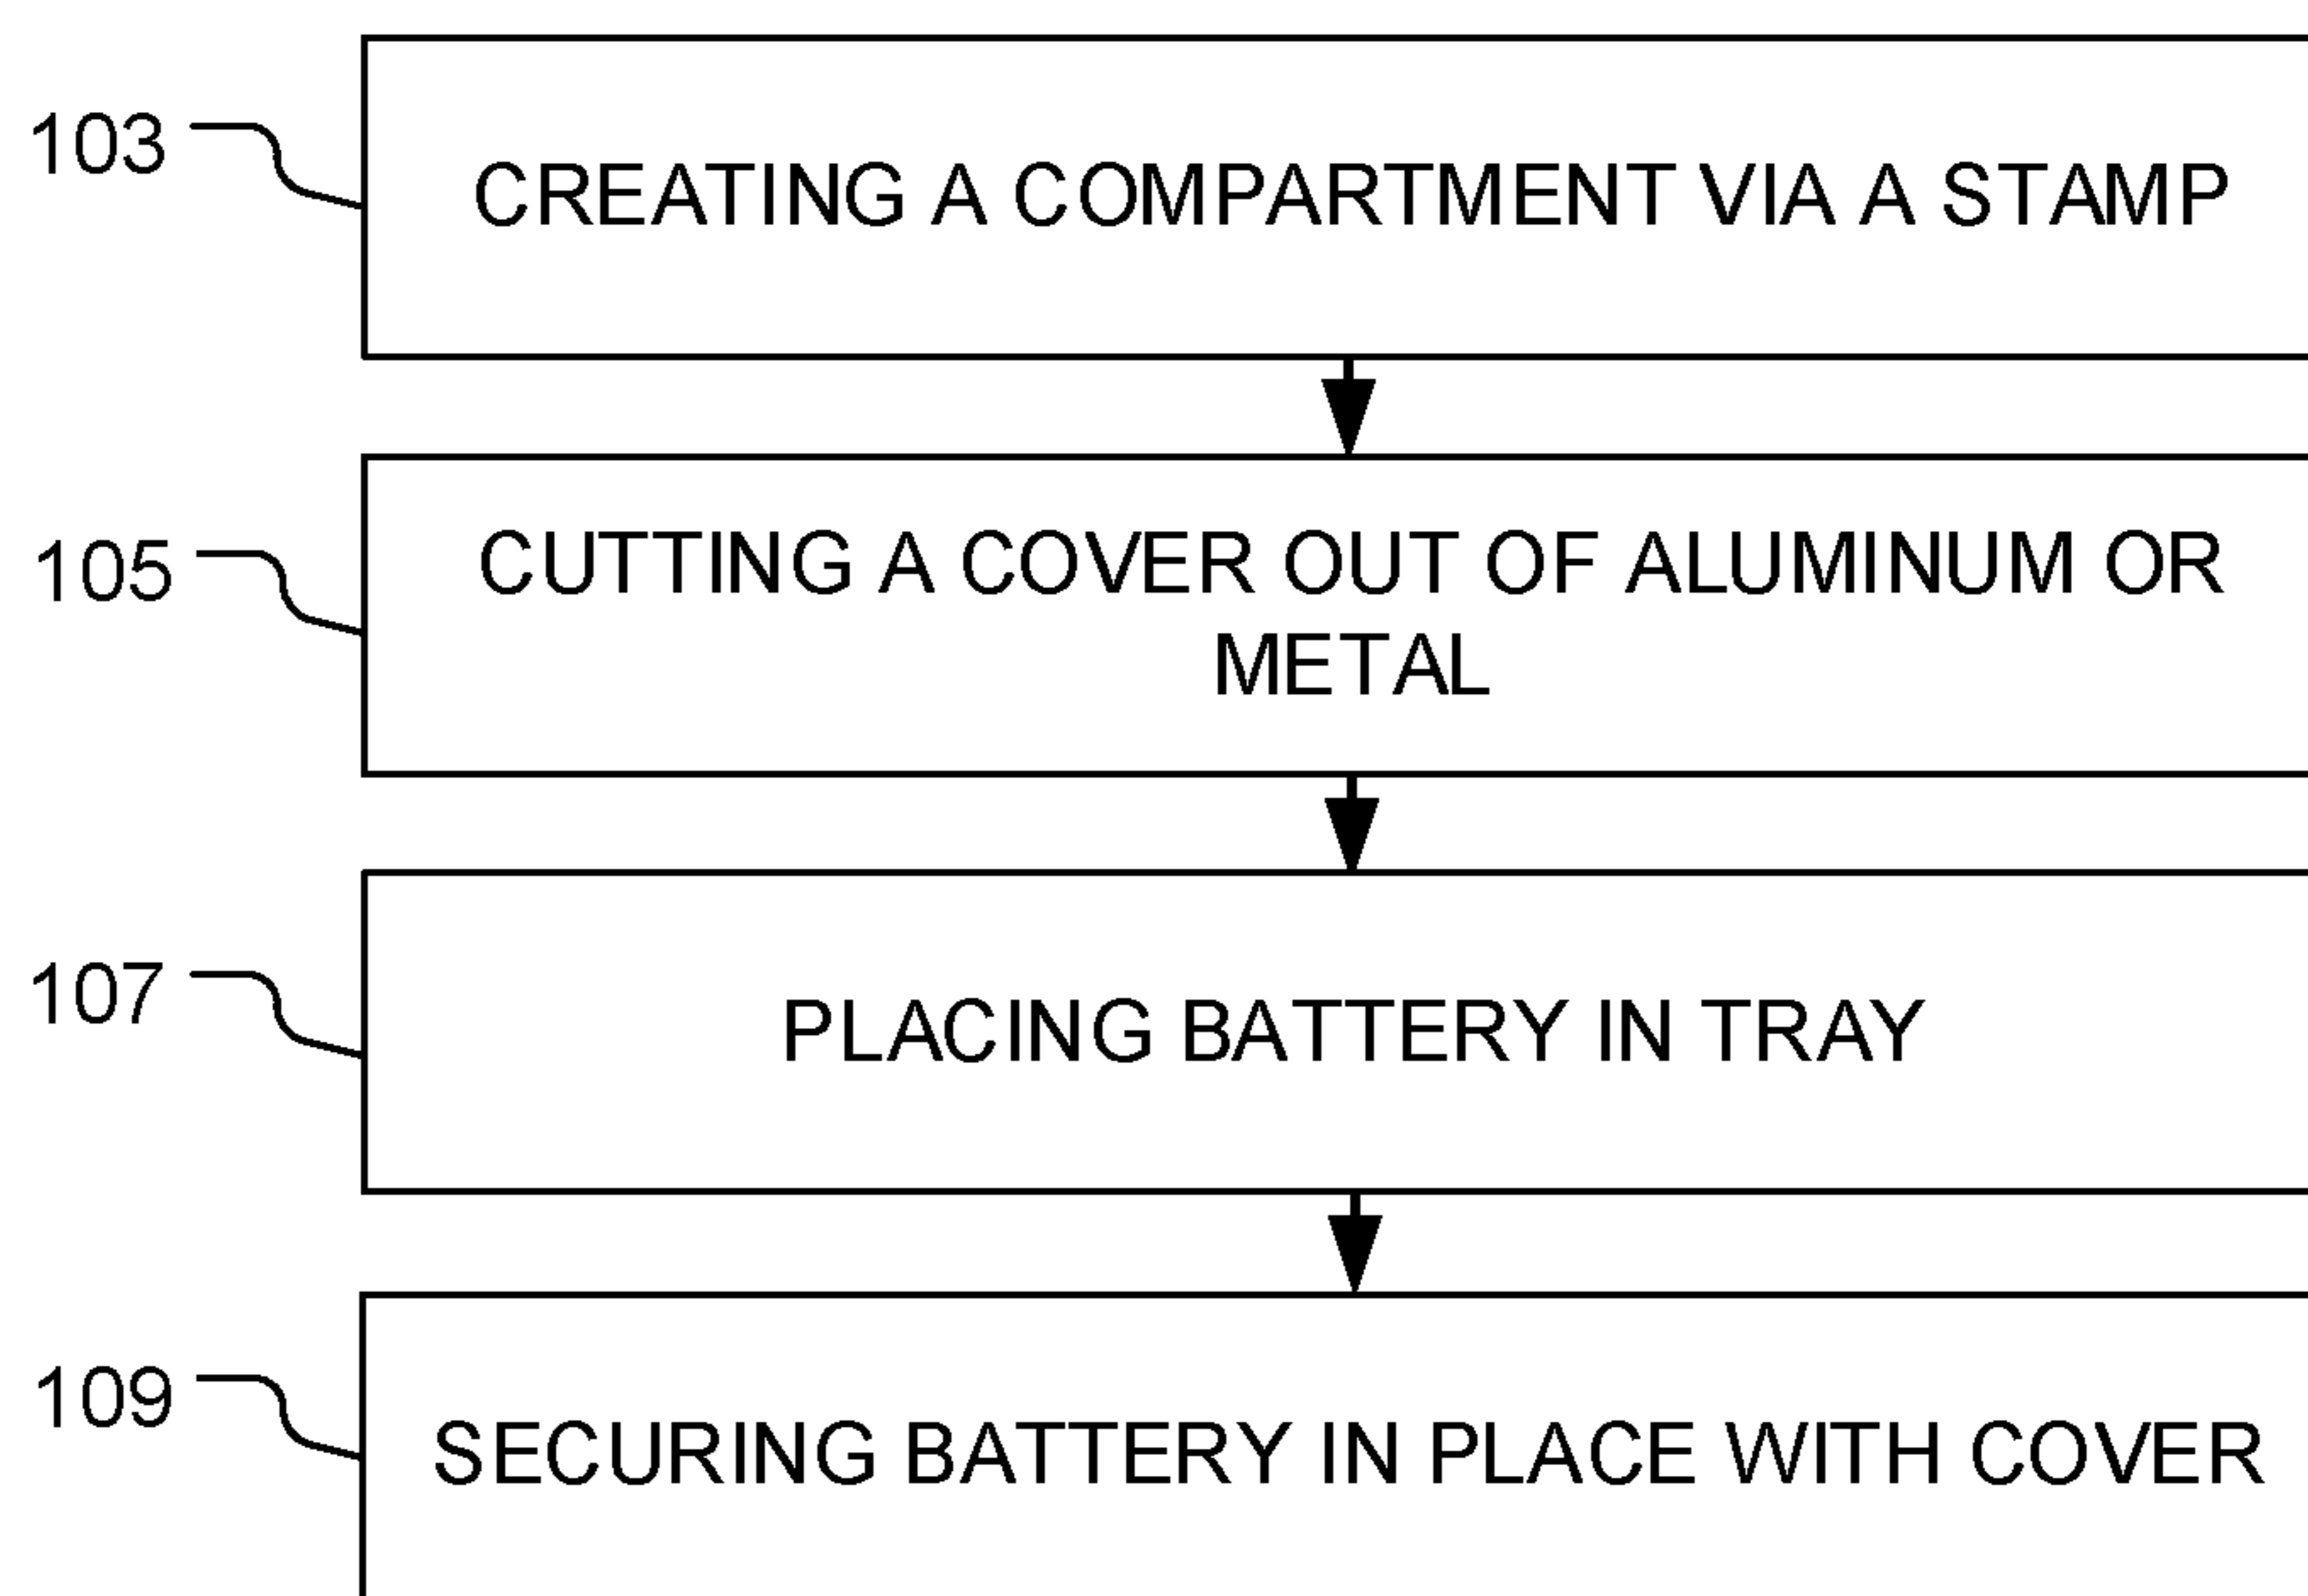 103
CREATING A COMPARTMENT VIA A STAMP
105
CUTTING A COVER OUT OF ALUMINUM OR
METAL
107
PLACING BATTERY IN TRAY
109
SECURING BATTERY IN PLACE WITH COVER